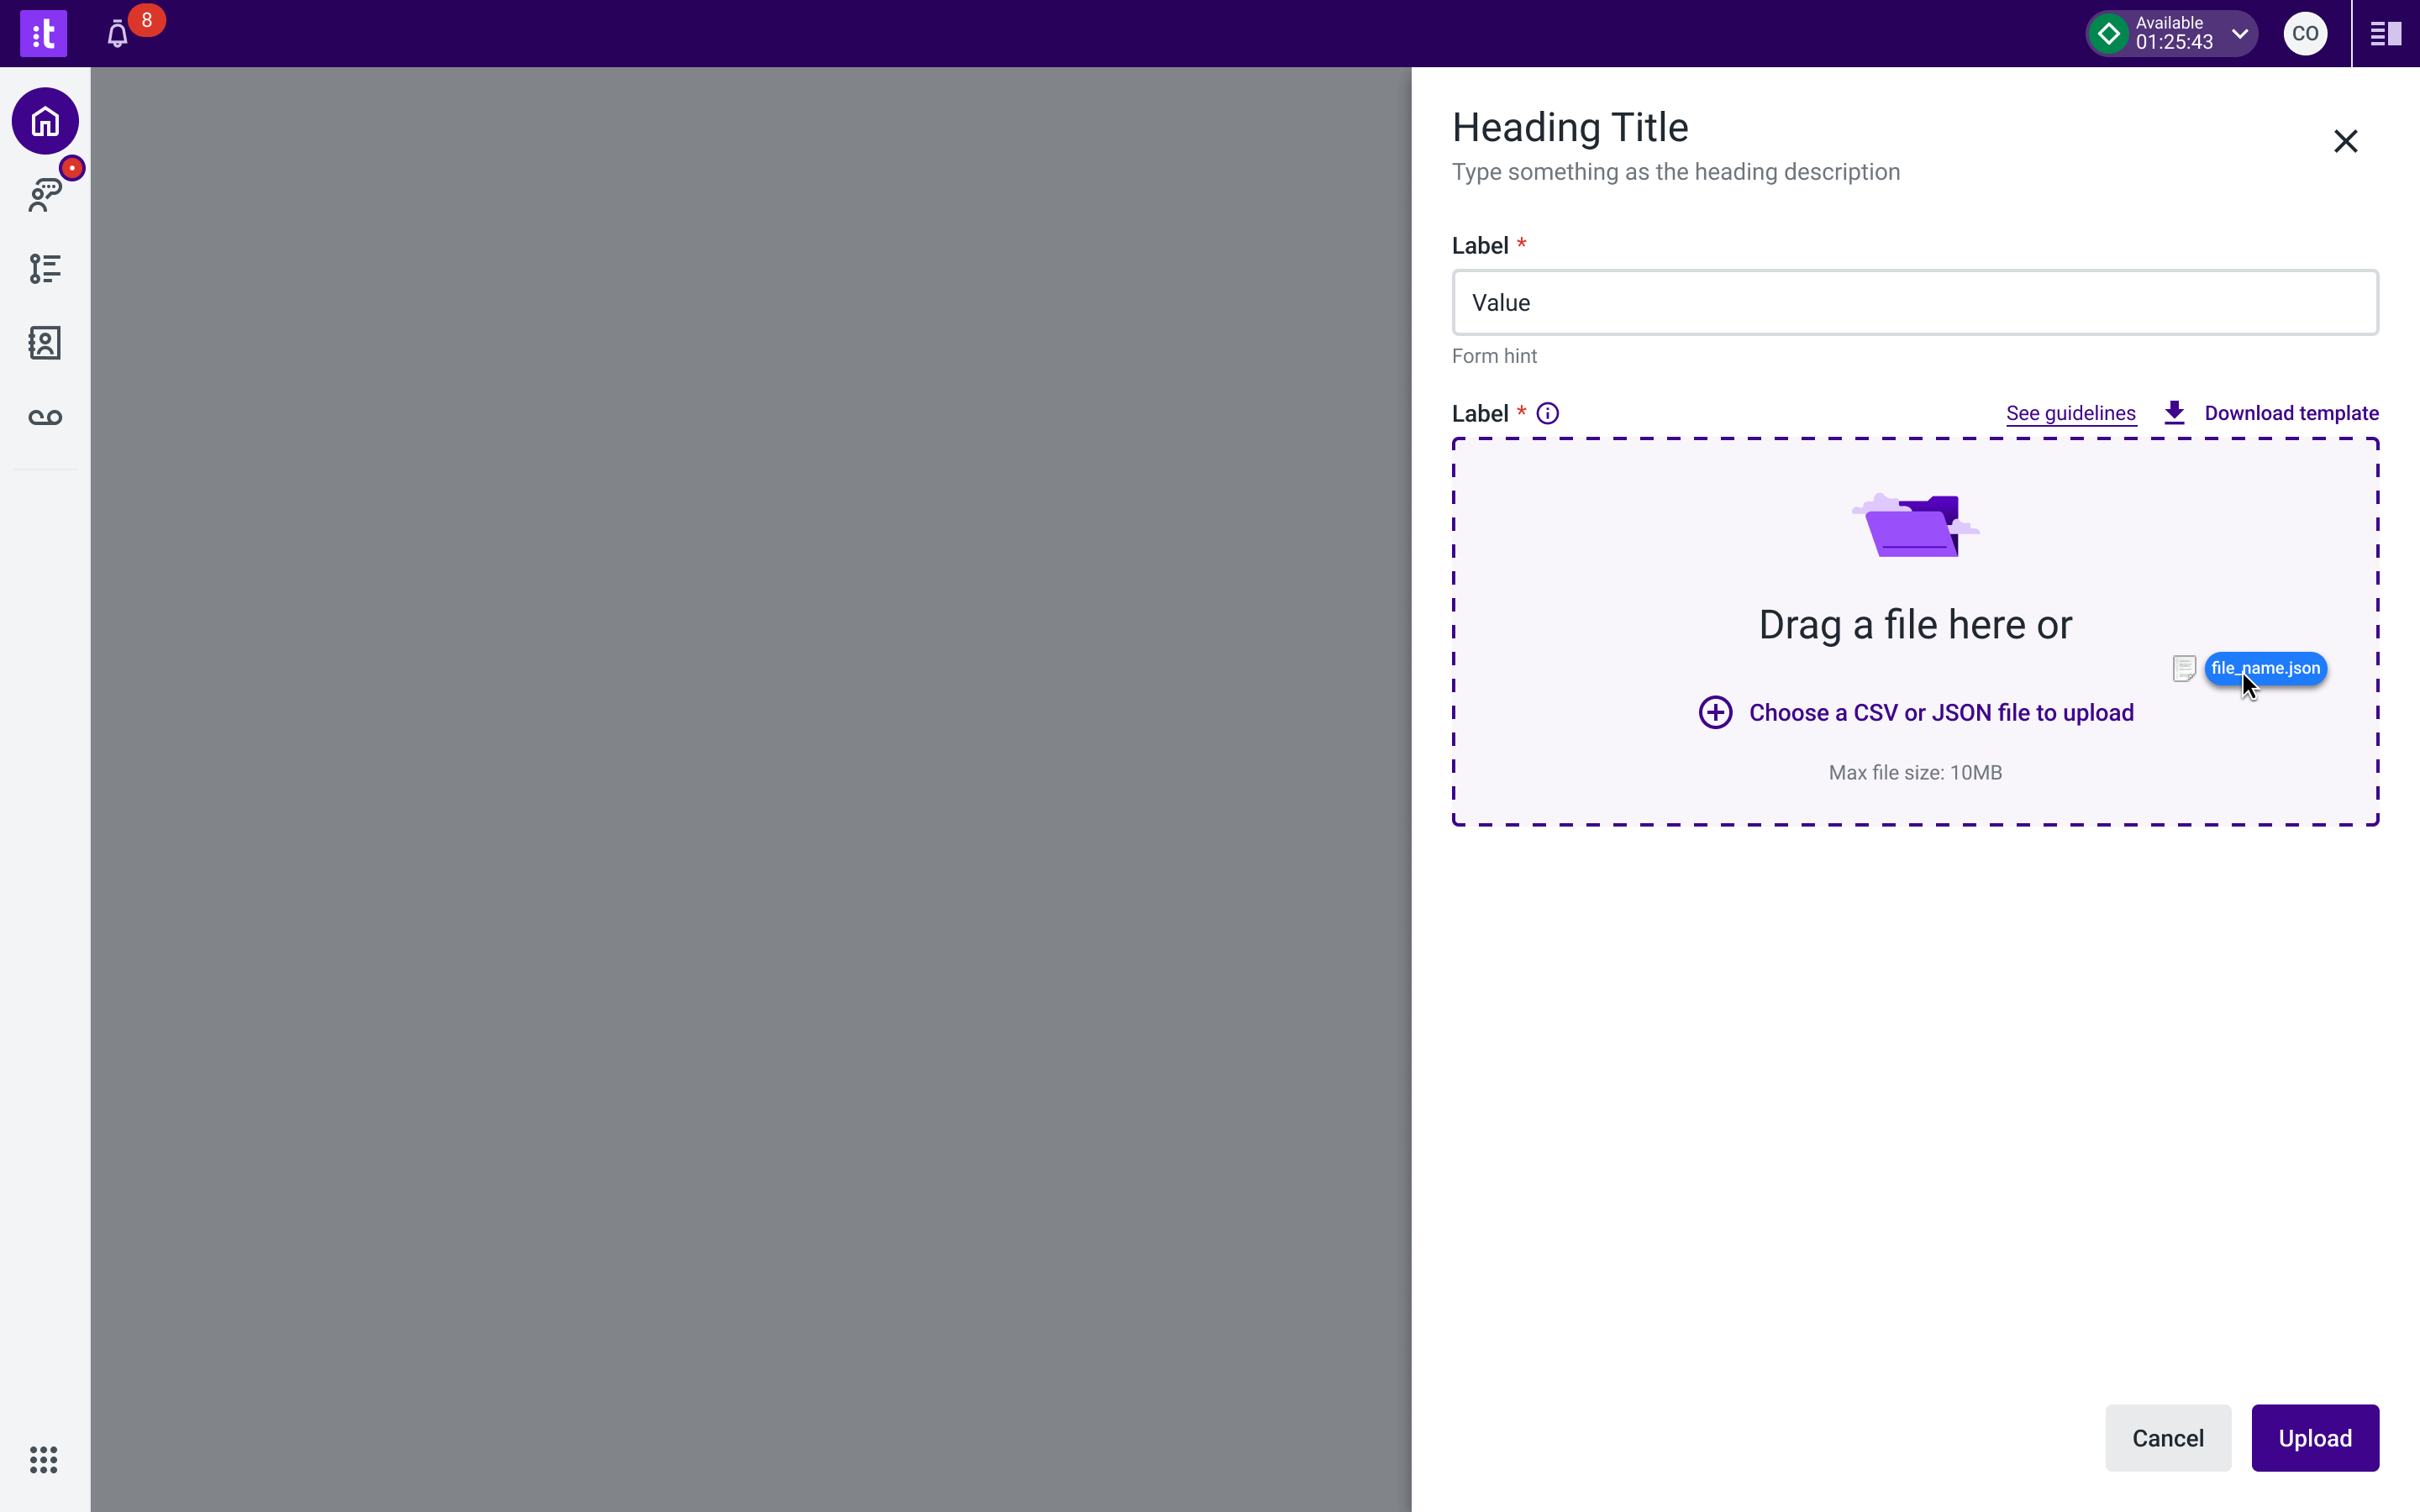 :t
8
Available
01:25:43
CO
Heading Title
Type something as the heading description
Label *
Value
Form hint
Label *
See guidelines
Download template
Drag a file here or
file_name.json
Choose a CSV or JSON file to upload
Max file size: 10MB
Cancel
Upload